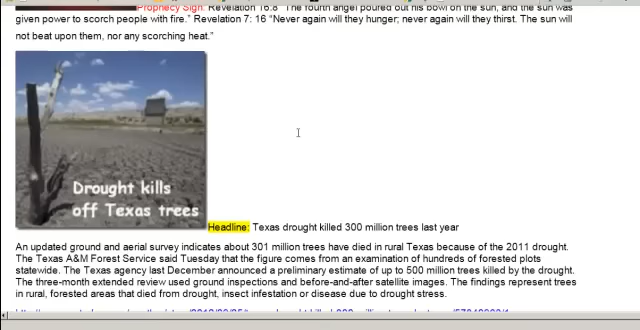 Prophecy Sign: Revelation 16:8 "The fourth angel poured out his bowl on the sun, and the sun was
given power to scorch people with fire." Revelation 7: 16 "Never again will they hunger; never again will they thirst. The sun will
not beat upon them, nor any scorching heat."
Drought kills
off Texas trees
Headline: Texas drought killed 300 million trees last year
An updated ground and aerial survey indicates about 301 million trees have died in rural Texas because of the 2011 drought.
The Texas A&M Forest Service said Tuesday that the figure comes from an examination of hundreds of forested plots
statewide. The Texas agency last December announced a preliminary estimate of up to 500 million trees killed by the drought.
The three-month extended review used ground inspections and before-and-after satellite images. The findings represent trees
in rural, forested areas that died from drought, insect infestation or disease due to drought stress.